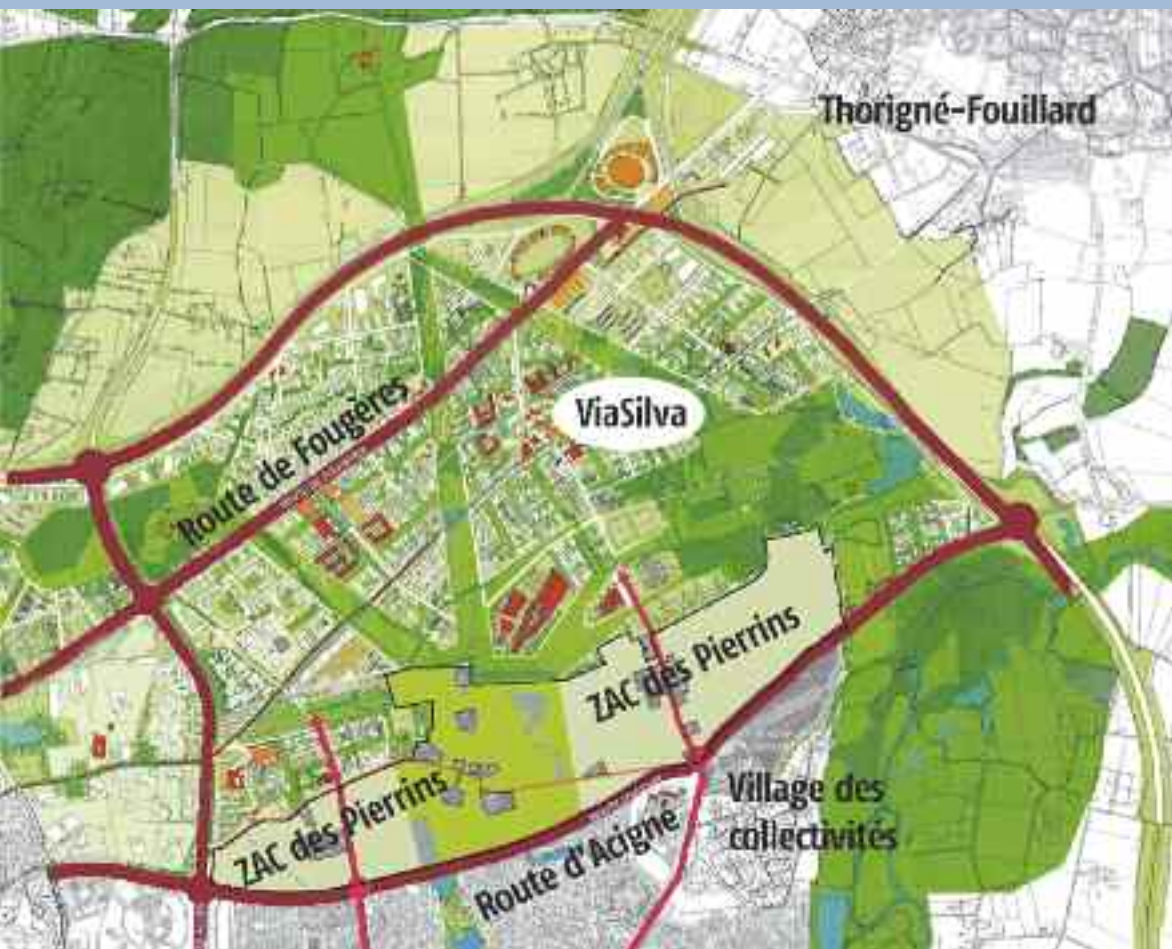 Thorigné-Fouillard
ViaSilva
Route de Fougères
ZAC des Pierrins
ZAC des Pierrins
Village des
collectivités
Route d'Acigné